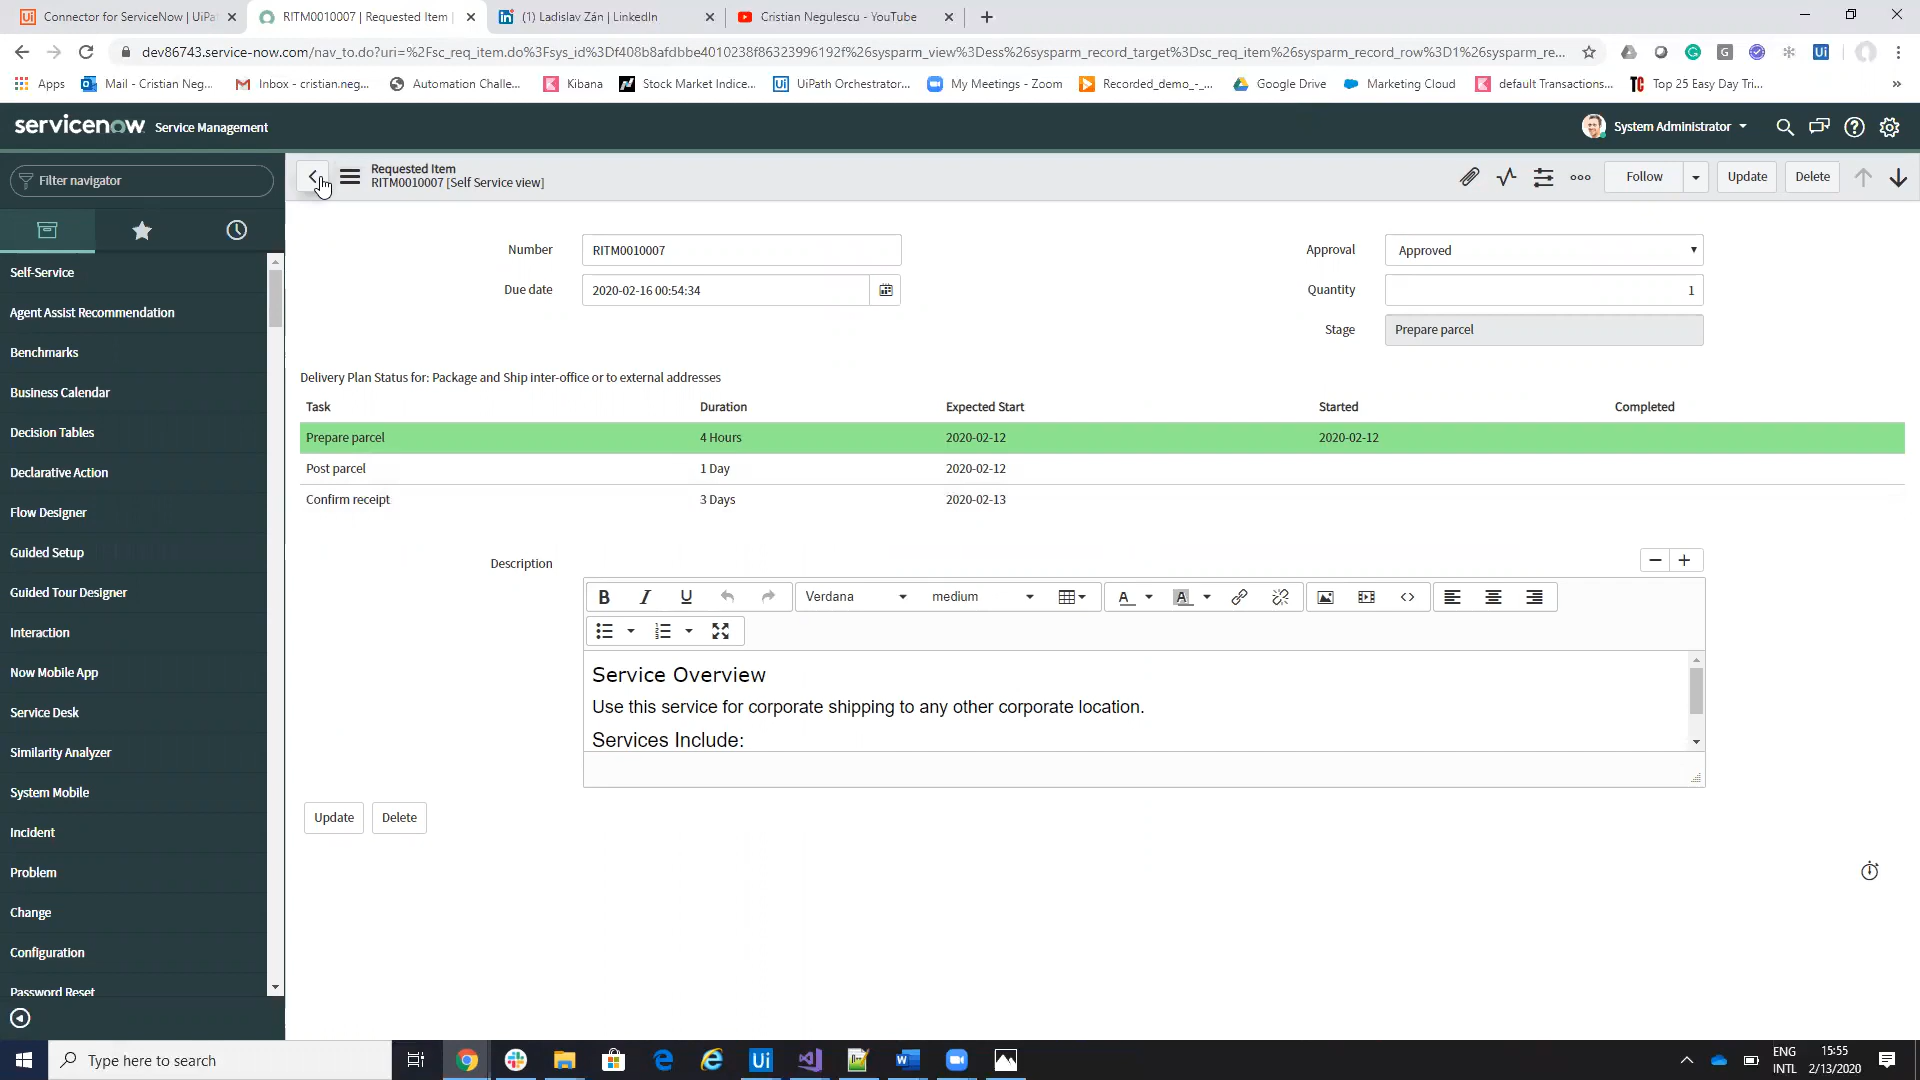 Connector for ServiceNow | UiPa
RITM0010007 | Requested Item |
(1) Ladislav Zán | LinkedIn
Cristian Negulescu - YouTube
dev86743.service-now.com/nav_to.do?uri=%2Fsc_req_item.do%3Fsys_id%3Df408b8afdbbe4010238f86323996192f%26sysparm_view%3Dess%26sysparm_record_target%3Dsc_req_item%26sysparm_record_row%3D1%26sysparm_re...
Apps
Mail - Cristian Neg...
Inbox - cristian.neg...
Automation Challe...
Kibana
Stock Market Indice...
UiPath Orchestrator...
My Meetings - Zoom
Recorded_demo_-_...
Google Drive
Marketing Cloud
default Transactions...
Top 25 Easy Day Tri...
servicenow Service Management
System Administrator
Filter navigator
Requested Item
RITM0010007 [Self Service view]
Follow
Update
Delete
Self-Service
Agent Assist Recommendation
Benchmarks
Business Calendar
Decision Tables
Declarative Action
Flow Designer
Guided Setup
Guided Tour Designer
Interaction
Now Mobile App
Service Desk
Similarity Analyzer
System Mobile
Incident
Problem
Change
Configuration
Password Reset
Number RITM0010007
Due date 2020-02-16 00:54:34
Approval Approved
Quantity 1
Stage Prepare parcel
Delivery Plan Status for: Package and Ship inter-office or to external addresses
Task Duration Expected Start Started Completed
Prepare parcel 4 Hours 2020-02-12 2020-02-12
Post parcel 1 Day 2020-02-12
Confirm receipt 3 Days 2020-02-13
Description
B I U Verdana medium A A
Service Overview
Use this service for corporate shipping to any other corporate location.
Services Include:
Update
Delete
Type here to search
ENG
INTL
15:55
2/13/2020